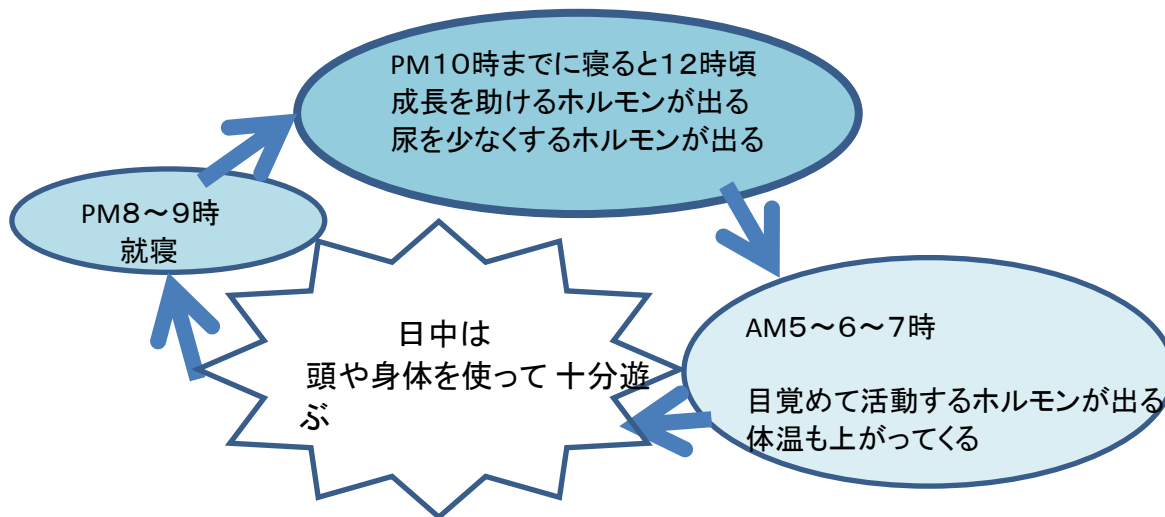 PM10時までに寝ると12時頃
成長を助けるホルモンが出る
尿を少なくするホルモンが出る
PM8～9時
就寝
日中は
頭や身体を使って 十分遊
ぶ
AM5～6～7時
目覚めて活動するホルモンが出る
体温も上がってくる